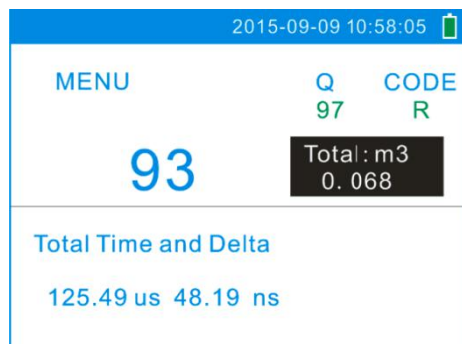 2015-09-09 10:58:05
MENU
Q
CODE
97
R
93
Total: m3
0. 068
Total Time and Delta
125.49 us 48.19 ns